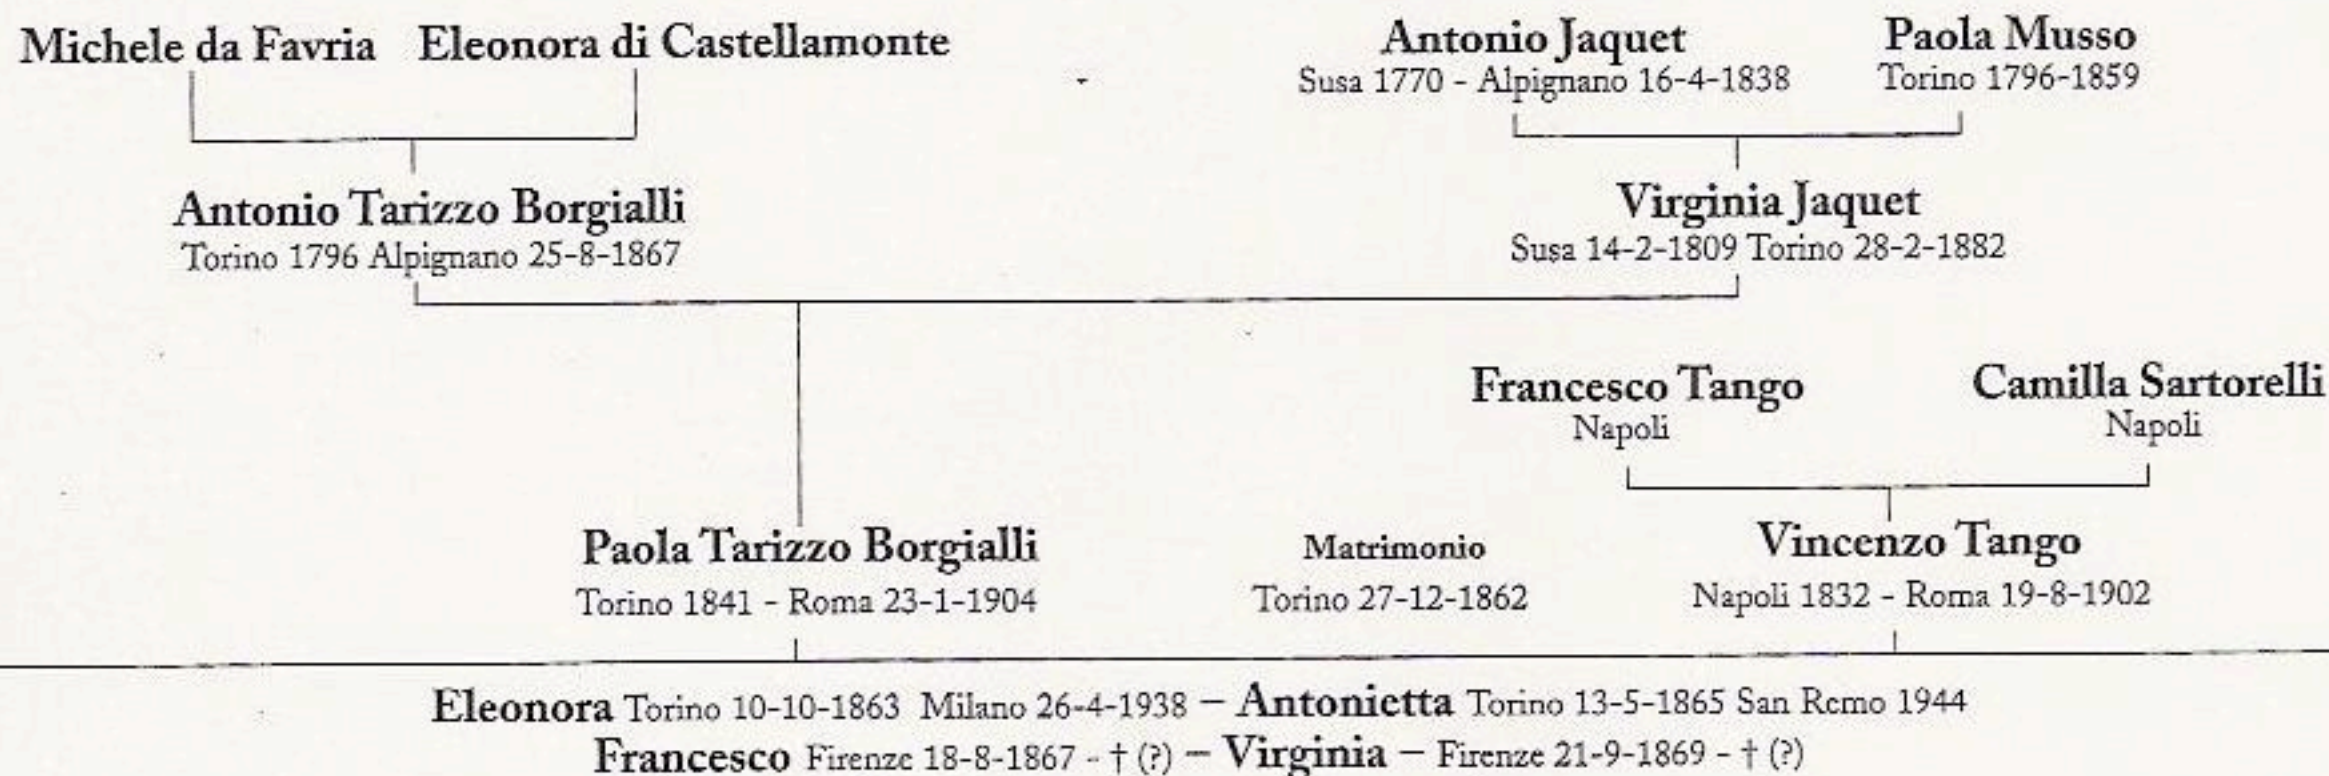 Michele da Favria Eleonora di Castellamonte Antonio Jaquet Paola Musso
Susa 1770 - Alpignano 16-4-1838 Torino 1796-1859
Antonio Tarizzo Borgialli Virginia Jaquet
Torino 1796 Alpignano 25-8-1867 Susa 14-2-1809 Torino 28-2-1882
Francesco Tango Camilla Sartorelli
Napoli Napoli
Paola Tarizzo Borgialli Matrimonio Vincenzo Tango
Torino 1841 - Roma 23-1-1904 Torino 27-12-1862 Napoli 1832 - Roma 19-8-1902
Eleonora Torino 10-10-1863 Milano 26-4-1938 – Antonietta Torino 13-5-1865 San Remo 1944
Francesco Firenze 18-8-1867 - † (?) – Virginia – Firenze 21-9-1869 - † (?)